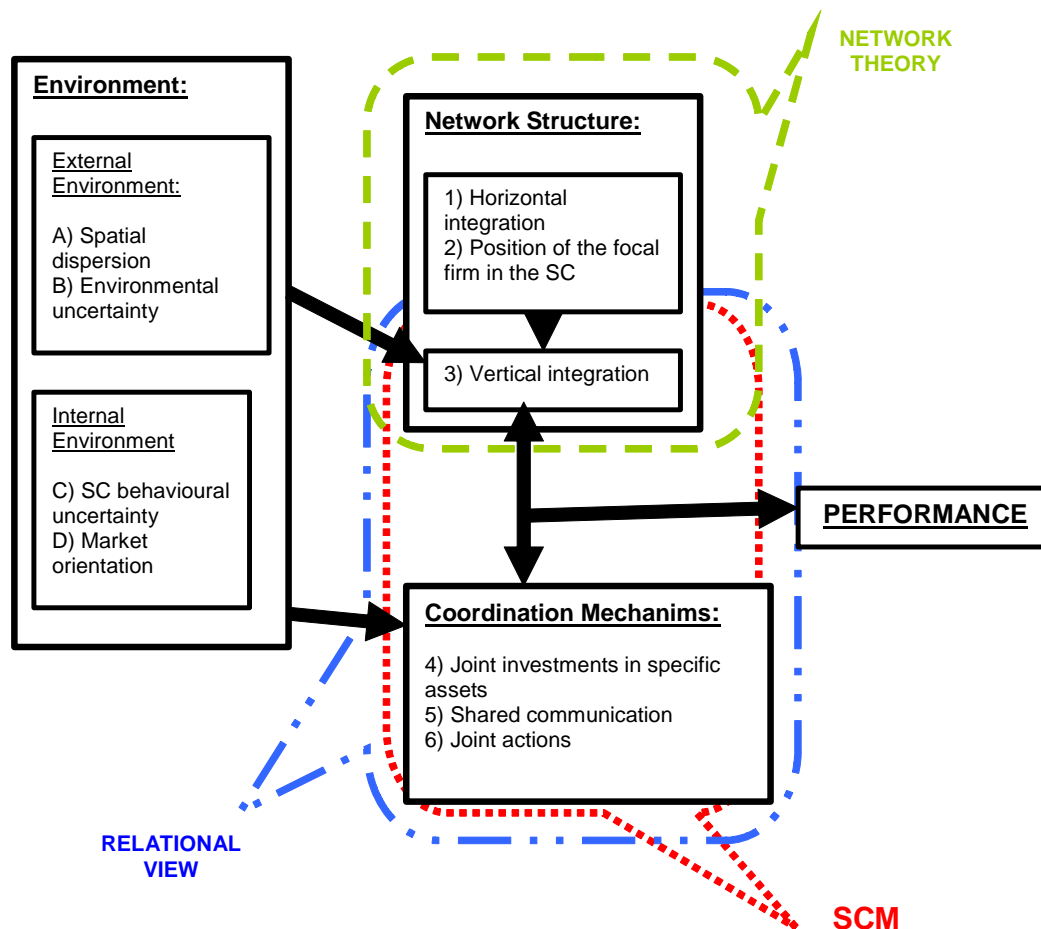 NETWORK
THEORY
Environment:
External
Environment:
A) Spatial
dispersion
B) Environmental
uncertainty
Internal
Environment
C) SC behavioural
uncertainty
D) Market
orientation
Network Structure:
1) Horizontal
integration
2) Position of the focal
firm in the SC
3) Vertical integration
PERFORMANCE
Coordination Mechanims:
4) Joint investments in specific
assets
5) Shared communication
6) Joint actions
RELATIONAL
VIEW
SCM